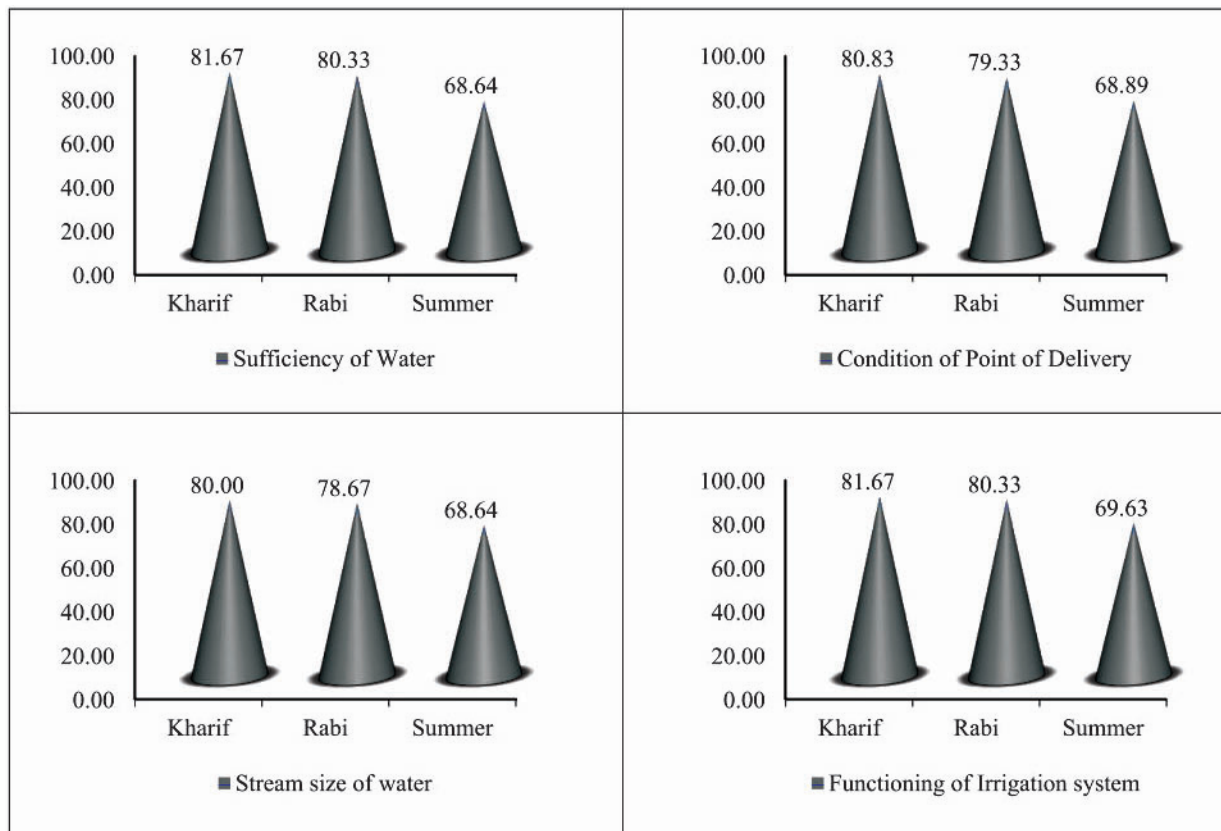 100.00
80.00
60.00
40.00
20.00
0.00
81.67
80.33
68.64
Kharif
Rabi
Summer
Sufficiency of Water
100.00
80.00
60.00
40.00
20.00
0.00
80.83
79.33
68.89
Kharif
Rabi
Summer
Condition of Point of Delivery
100.00
80.00
60.00
40.00
20.00
0.00
80.00
78.67
68.64
Kharif
Rabi
Summer
Stream size of water
100.00
80.00
60.00
40.00
20.00
0.00
81.67
80.33
69.63
Kharif
Rabi
Summer
Functioning of Irrigation system